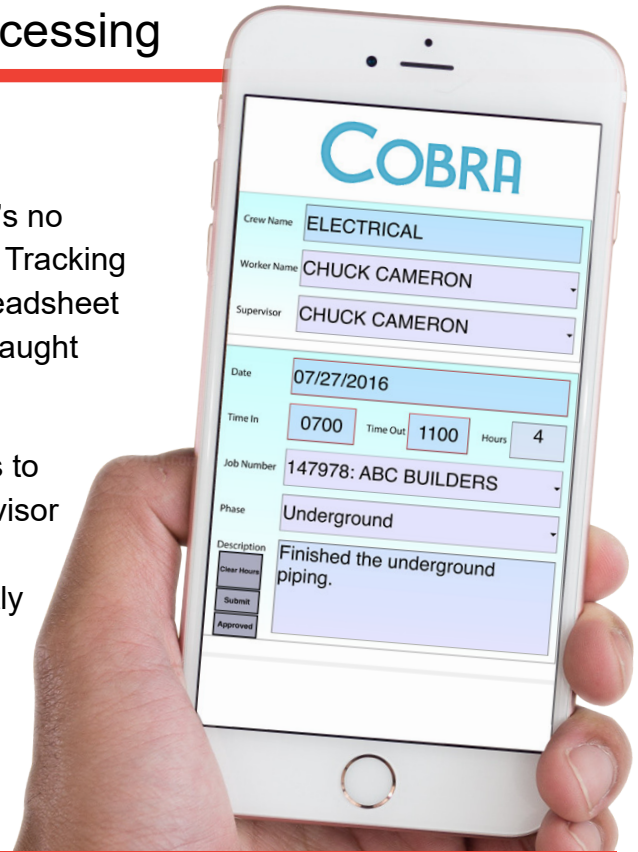 cessing
's no
Tracking
eadsheet
aught
s to
visor
ly
COBRA
Crew Name ELECTRICAL
Worker Name CHUCK CAMERON
Supervisor CHUCK CAMERON
Date 07/27/2016
Time In 0700 Time Out 1100 Hours 4
Job Number 147978: ABC BUILDERS
Phase Underground
Description Finished the underground
piping.
Clear Hours
Submit
Approved